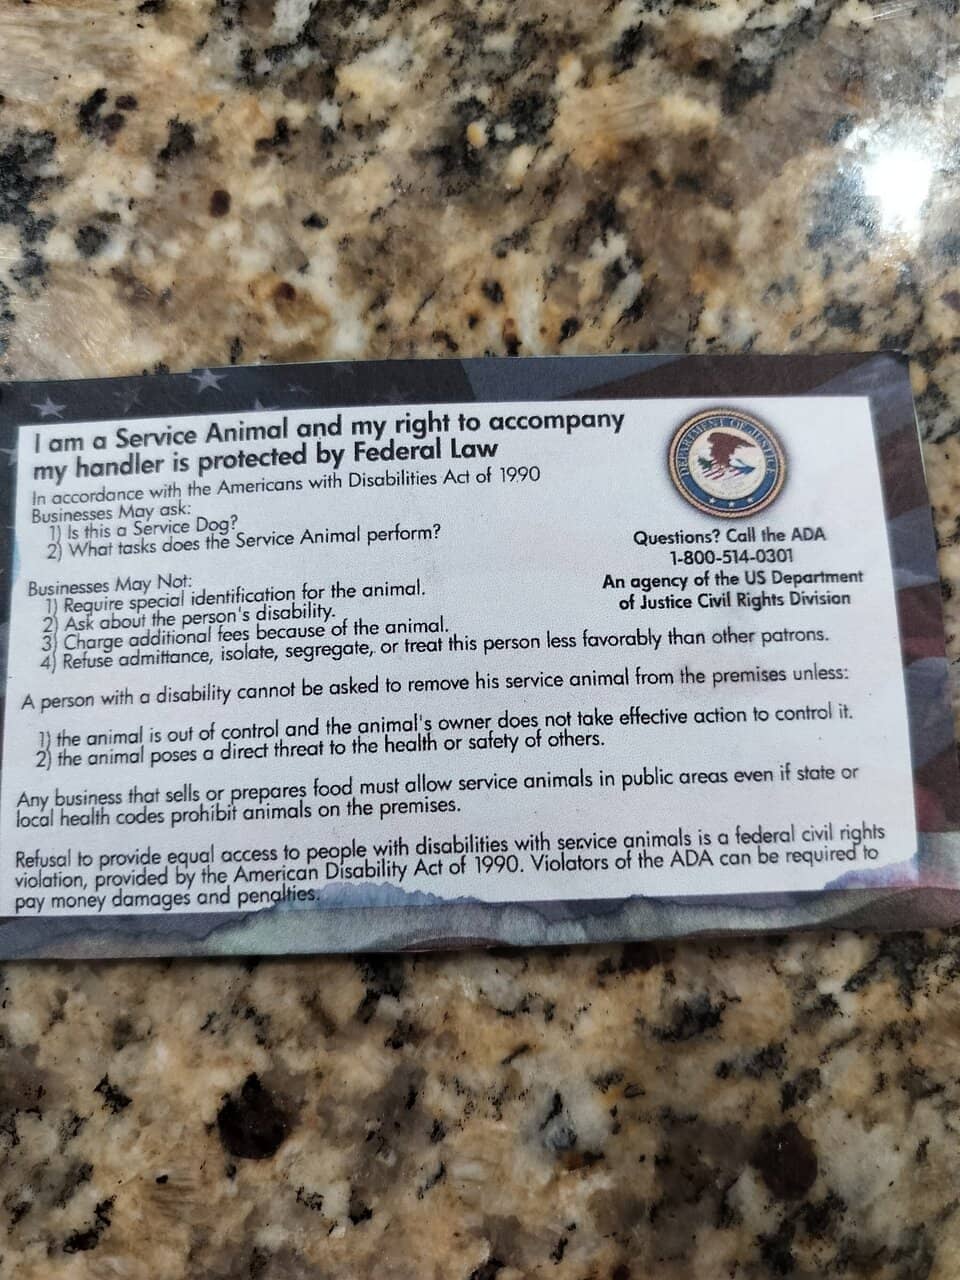 I am a Service Animal and my right to accompany
my handler is protected by Federal Law
In accordance with the Americans with Disabilities Act of 1990
Businesses May ask:
1) Is this a Service Dog?
2) What tasks does the Service Animal perform?
DEPARTMENT OF JUSTICE
Questions? Call the ADA
1-800-514-0301
An agency of the US Department
of Justice Civil Rights Division
Businesses May Not:
1) Require special identification for the animal.
2) Ask about the person's disability.
3) Charge additional fees because of the animal.
4) Refuse admittance, isolate, segregate, or treat this person less favorably than other patrons.
A person with a disability cannot be asked to remove his service animal from the premises unless:
1) the animal is out of control and the animal's owner does not take effective action to control it.
2) the animal poses a direct threat to the health or safety of others.
Any business that sells or prepares food must allow service animals in public areas even if state or
local health codes prohibit animals on the premises.
Refusal to provide equal access to people with disabilities with service animals is a federal civil rights
violation, provided by the American Disability Act of 1990. Violators of the ADA can be required to
pay money damages and penalties.